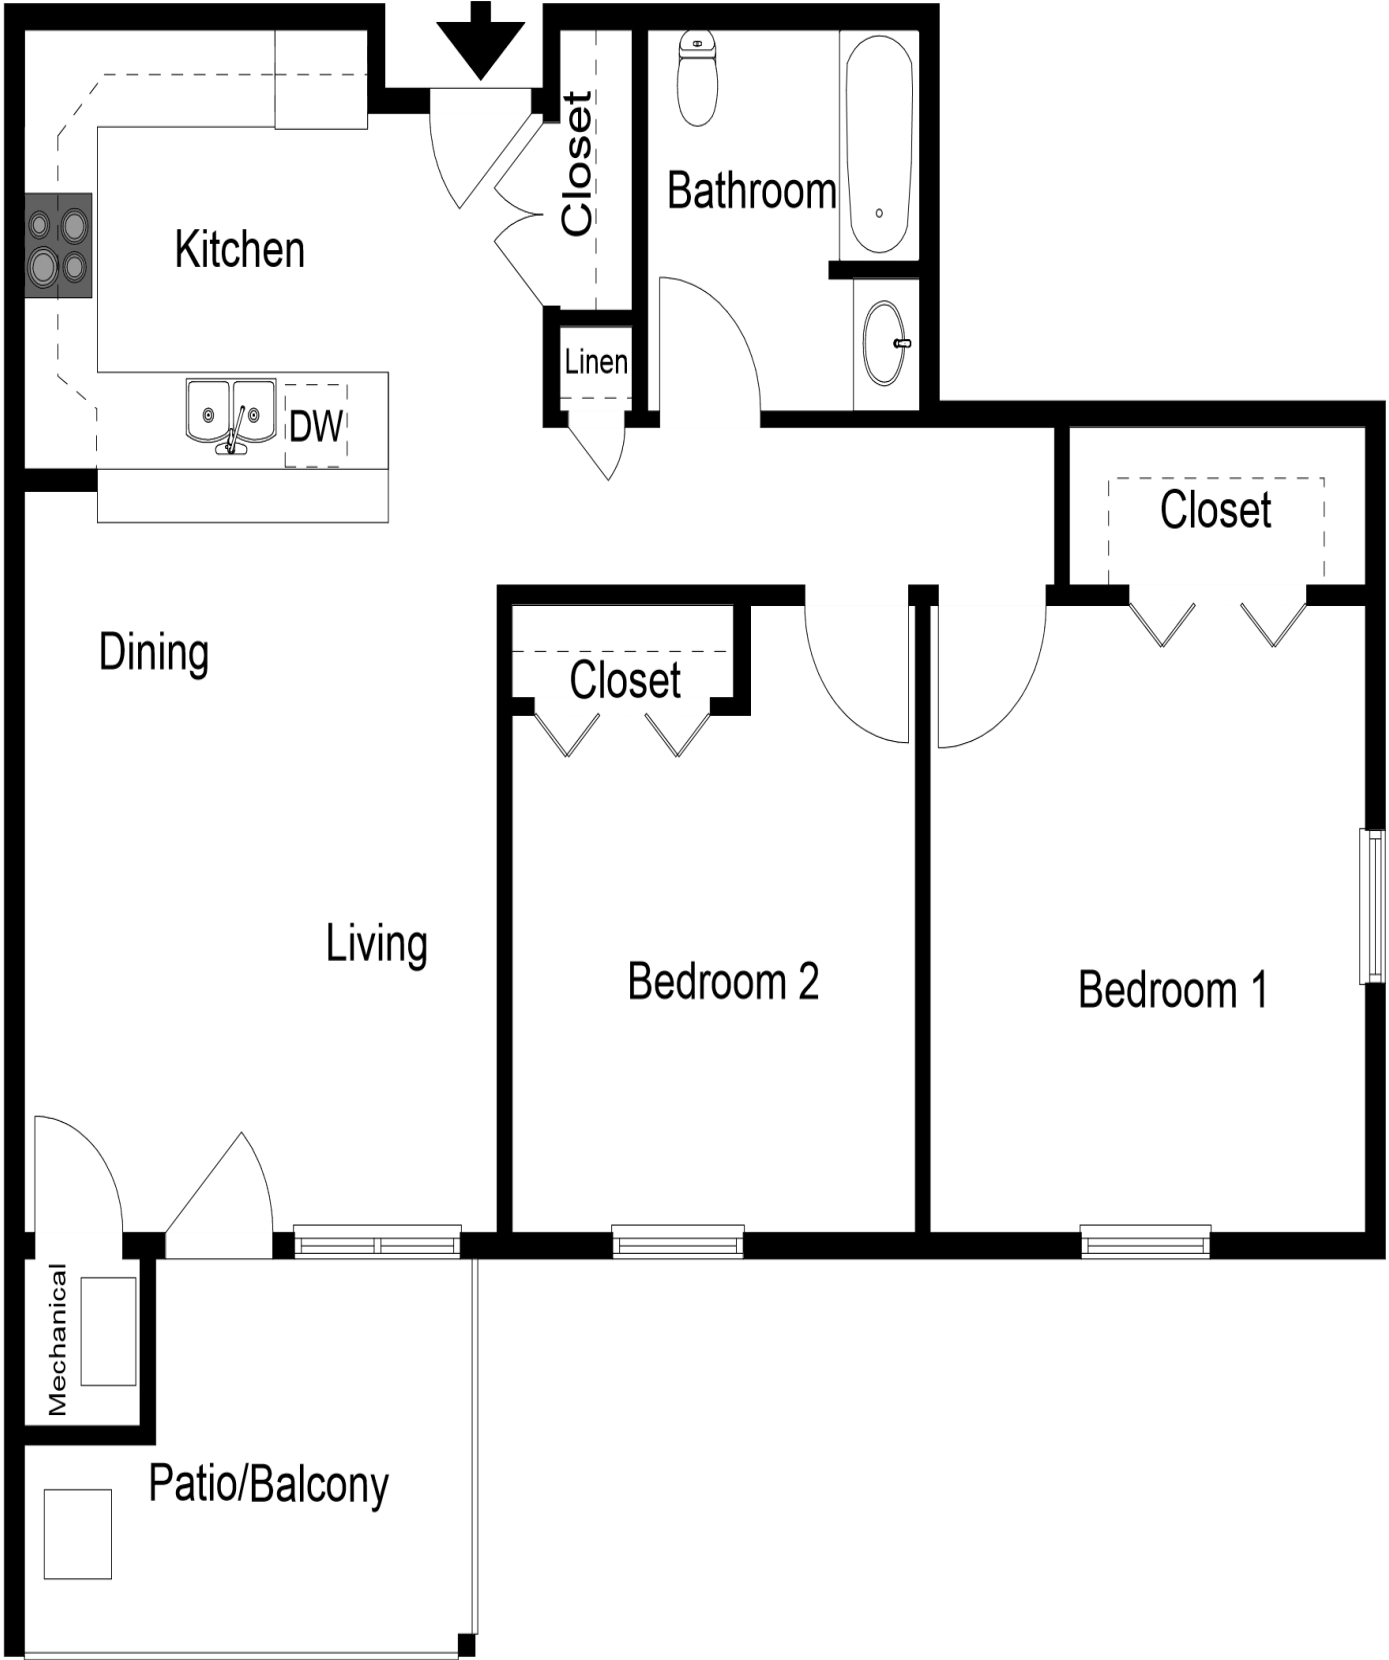 Closet
Bathroom
Kitchen
Linen
DW
Closet
Dining
Closet
Living
Bedroom 2
Bedroom 1
Mechanical
Patio/Balcony